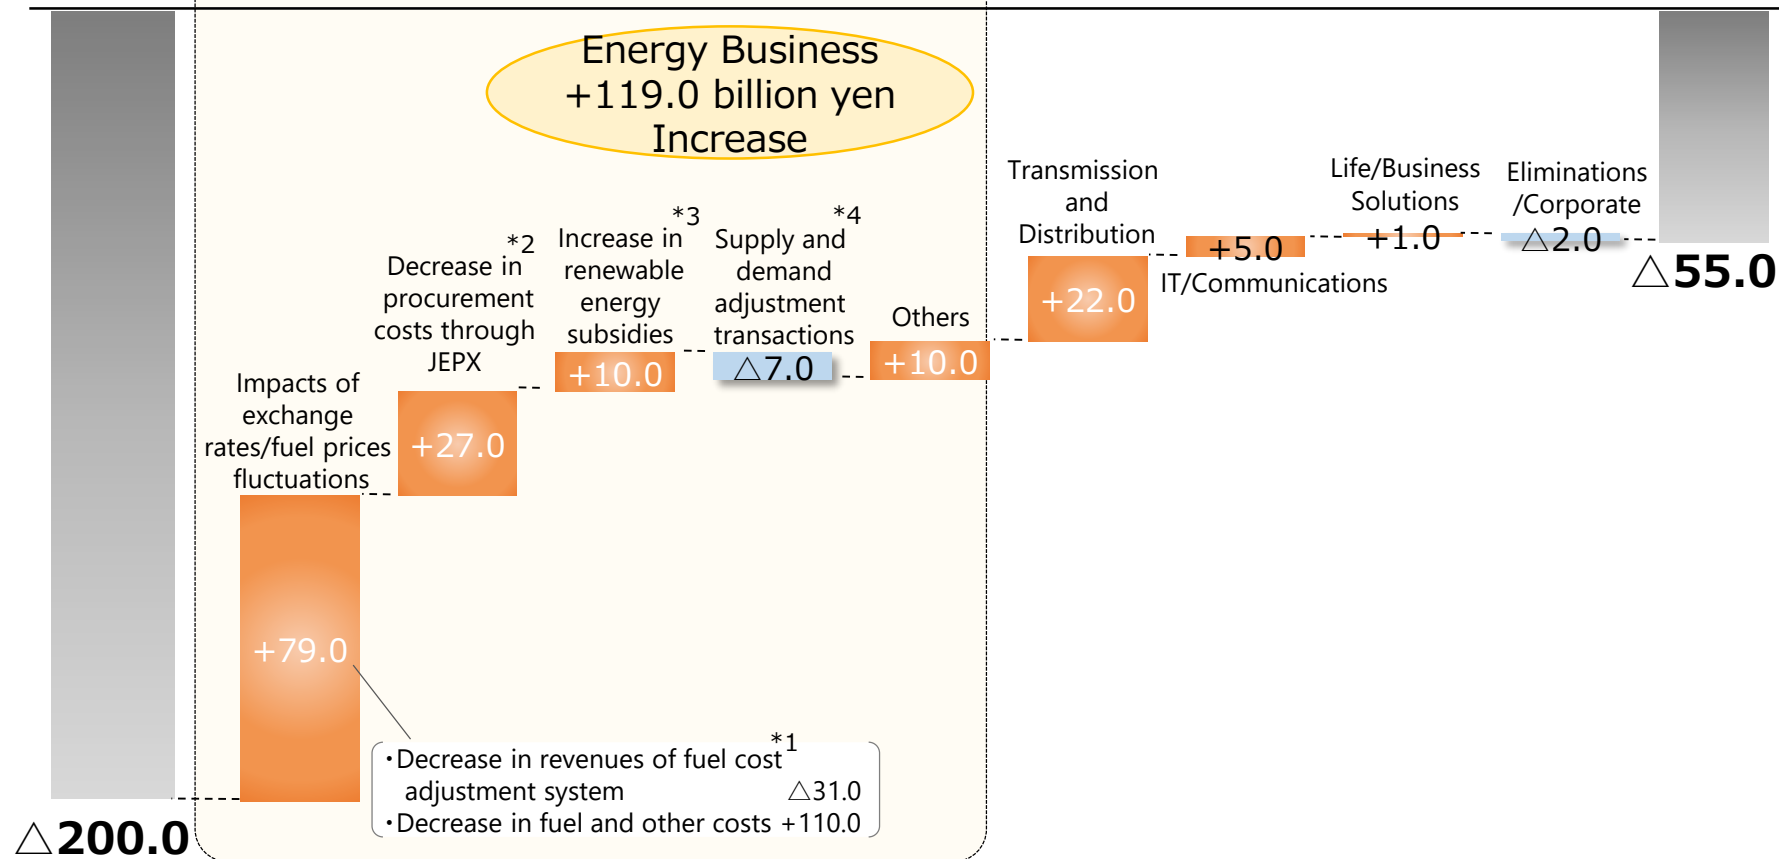 Energy Business
+119.0 billion yen
Increase
Impacts of
exchange
rates/fuel prices
fluctuations
+79.0
*2
Decrease in
procurement
costs through
JEPX
+27.0
*3
Increase in
renewable
energy
subsidies
+10.0
*4
Supply and
demand
adjustment
transactions
△7.0
Others
+10.0
Transmission
and
Distribution
+22.0
+5.0
IT/Communications
Life/Business
Solutions
+1.0
Eliminations
/Corporate
△2.0
△55.0
*1
・Decrease in revenues of fuel cost
adjustment system △31.0
・Decrease in fuel and other costs +110.0
△200.0